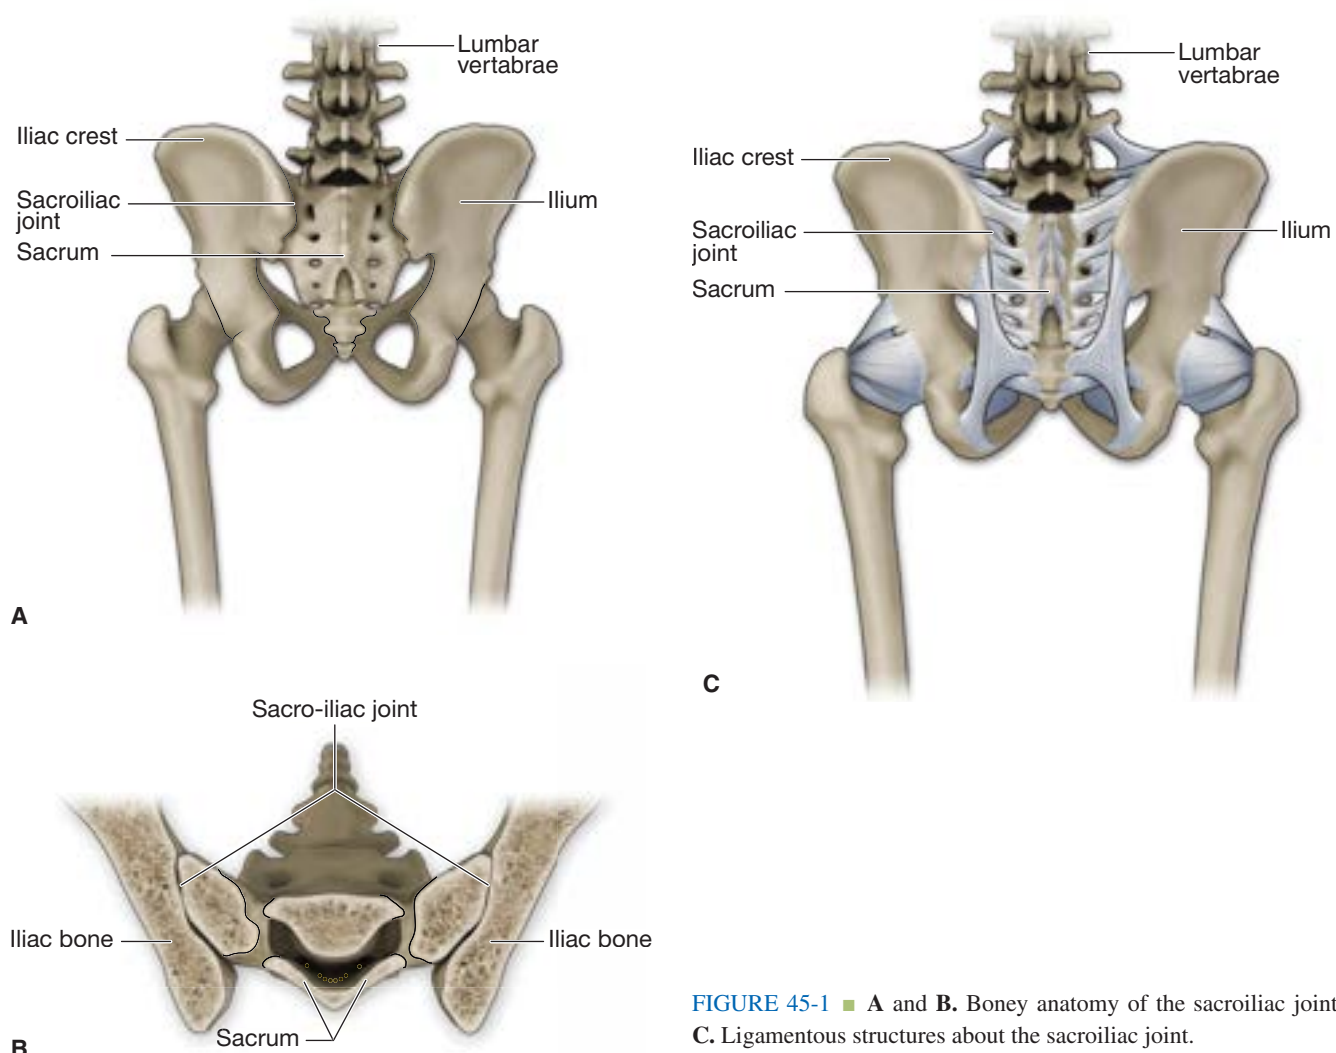 Lumbar
vertabrae
Iliac crest
Sacroiliac
joint
Ilium
Sacrum
A
Lumbar
vertabrae
Iliac crest
Sacroiliac
joint
Ilium
Sacrum
C
Sacro-iliac joint
Iliac bone
Iliac bone
Sacrum
B
FIGURE 45-1 ■ A and B. Boney anatomy of the sacroiliac joint
C. Ligamentous structures about the sacroiliac joint.